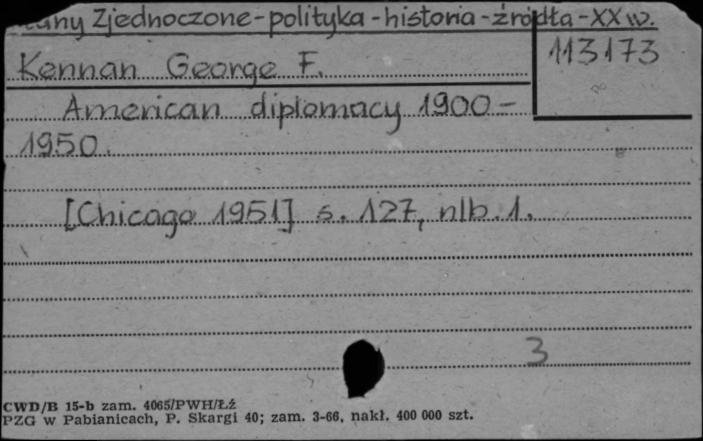 Stany Zjednoczone - polityka - historia - źródła - XX w.
Kennan George F.
113173
American diplomacy 1900-
1950.
[Chicago 1951] s. 127, nlb. 1.
3
CWD/B 15-b zam. 4065/PWH/Łź
PZG w Pabianicach, P. Skargi 40; zam. 3-66, nakł. 400 000 szt.